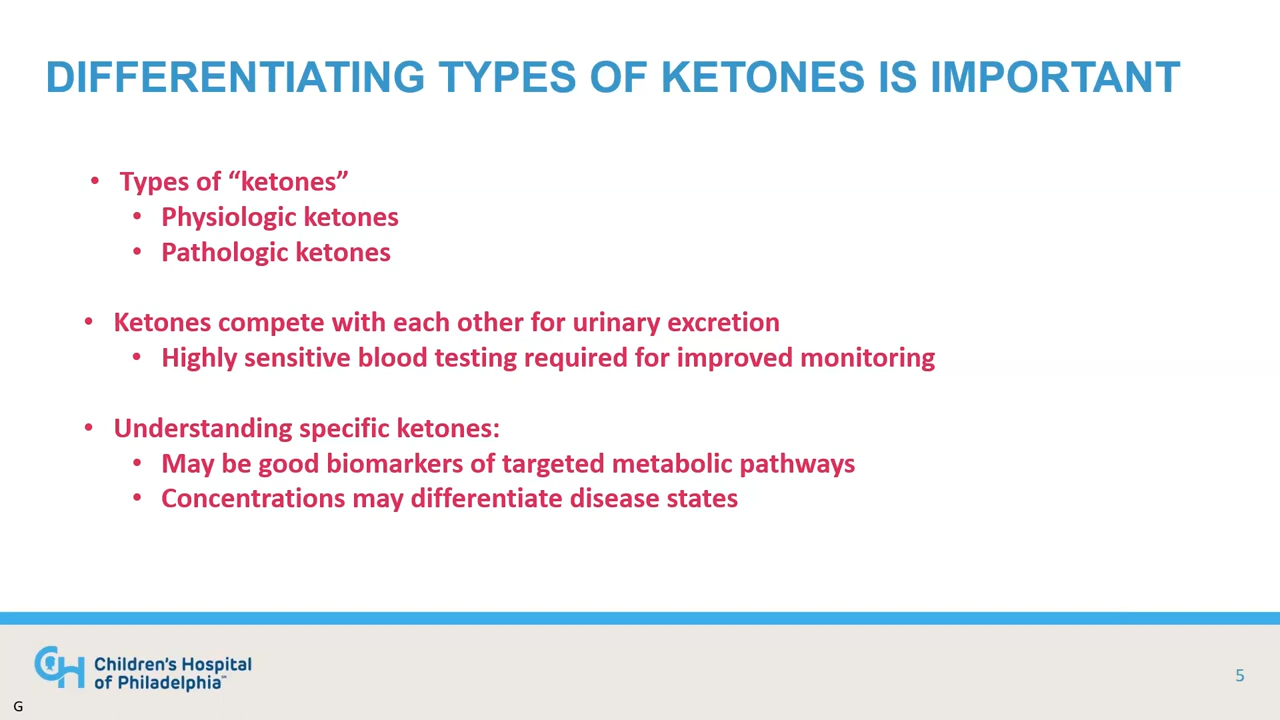 DIFFERENTIATING TYPES OF KETONES IS IMPORTANT
• Types of “ketones”
• Physiologic ketones
• Pathologic ketones
• Ketones compete with each other for urinary excretion
• Highly sensitive blood testing required for improved monitoring
• Understanding specific ketones:
• May be good biomarkers of targeted metabolic pathways
• Concentrations may differentiate disease states
CH Children's Hospital
of Philadelphia℠
5
G